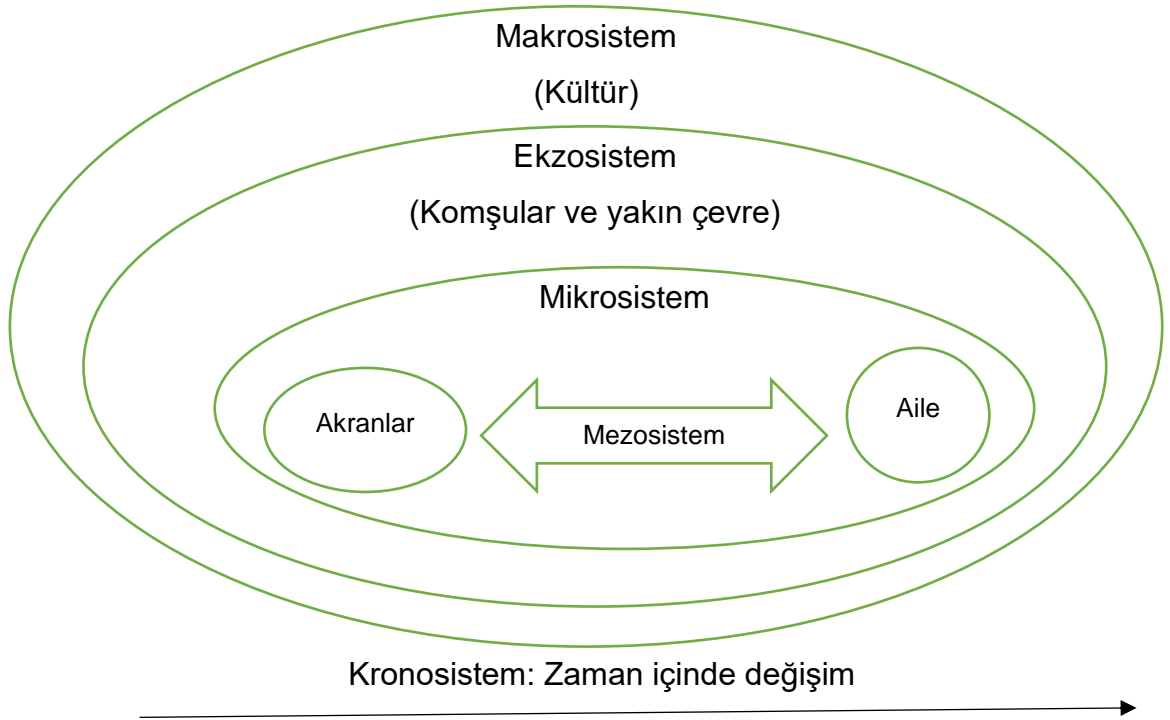 Makrosistem
(Kültür)
Ekzosistem
(Komşular ve yakın çevre)
Mikrosistem
Akranlar
Mezosistem
Aile
Kronosistem: Zaman içinde değişim